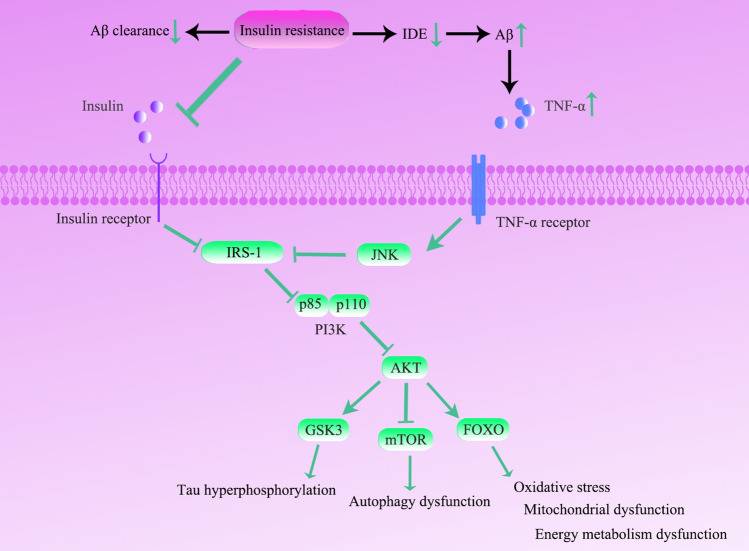 Aβ clearance
Insulin resistance
IDE
Aβ
Insulin
TNF-α
Insulin receptor
TNF-α receptor
IRS-1
JNK
p85
p110
PI3K
AKT
GSK3
mTOR
FOXO
Tau hyperphosphorylation
Autophagy dysfunction
Oxidative stress
Mitochondrial dysfunction
Energy metabolism dysfunction